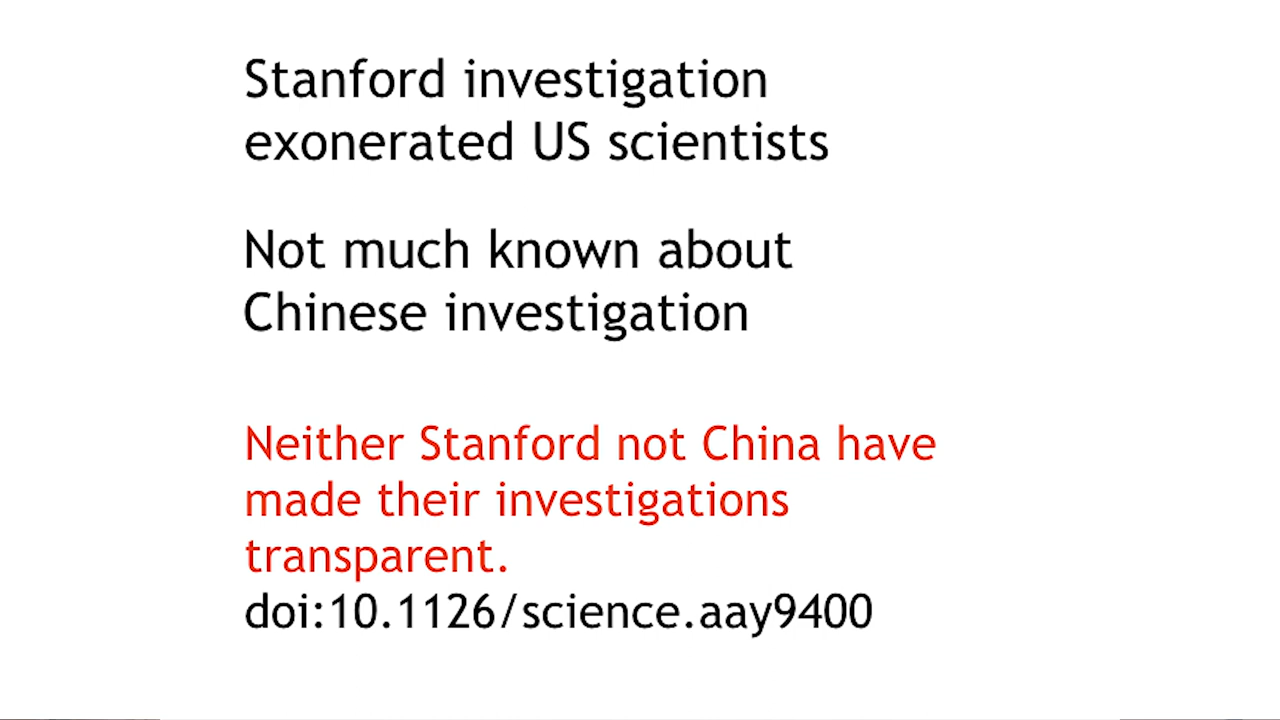 Stanford investigation
exonerated US scientists
Not much known about
Chinese investigation
Neither Stanford not China have
made their investigations
transparent.
doi:10.1126/science.aay9400